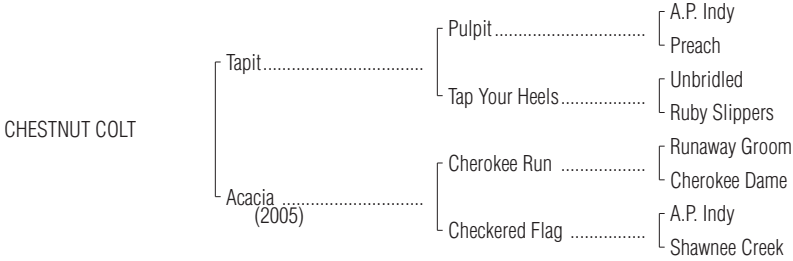 A.P. Indy
Pulpit..............................
Preach
Tapit................................
Unbridled
Tap Your Heels.................
Ruby Slippers
CHESTNUT COLT
Runaway Groom
Cherokee Run .................
Cherokee Dame
Acacia ............................
(2005)
A.P. Indy
Checkered Flag ...............
Shawnee Creek